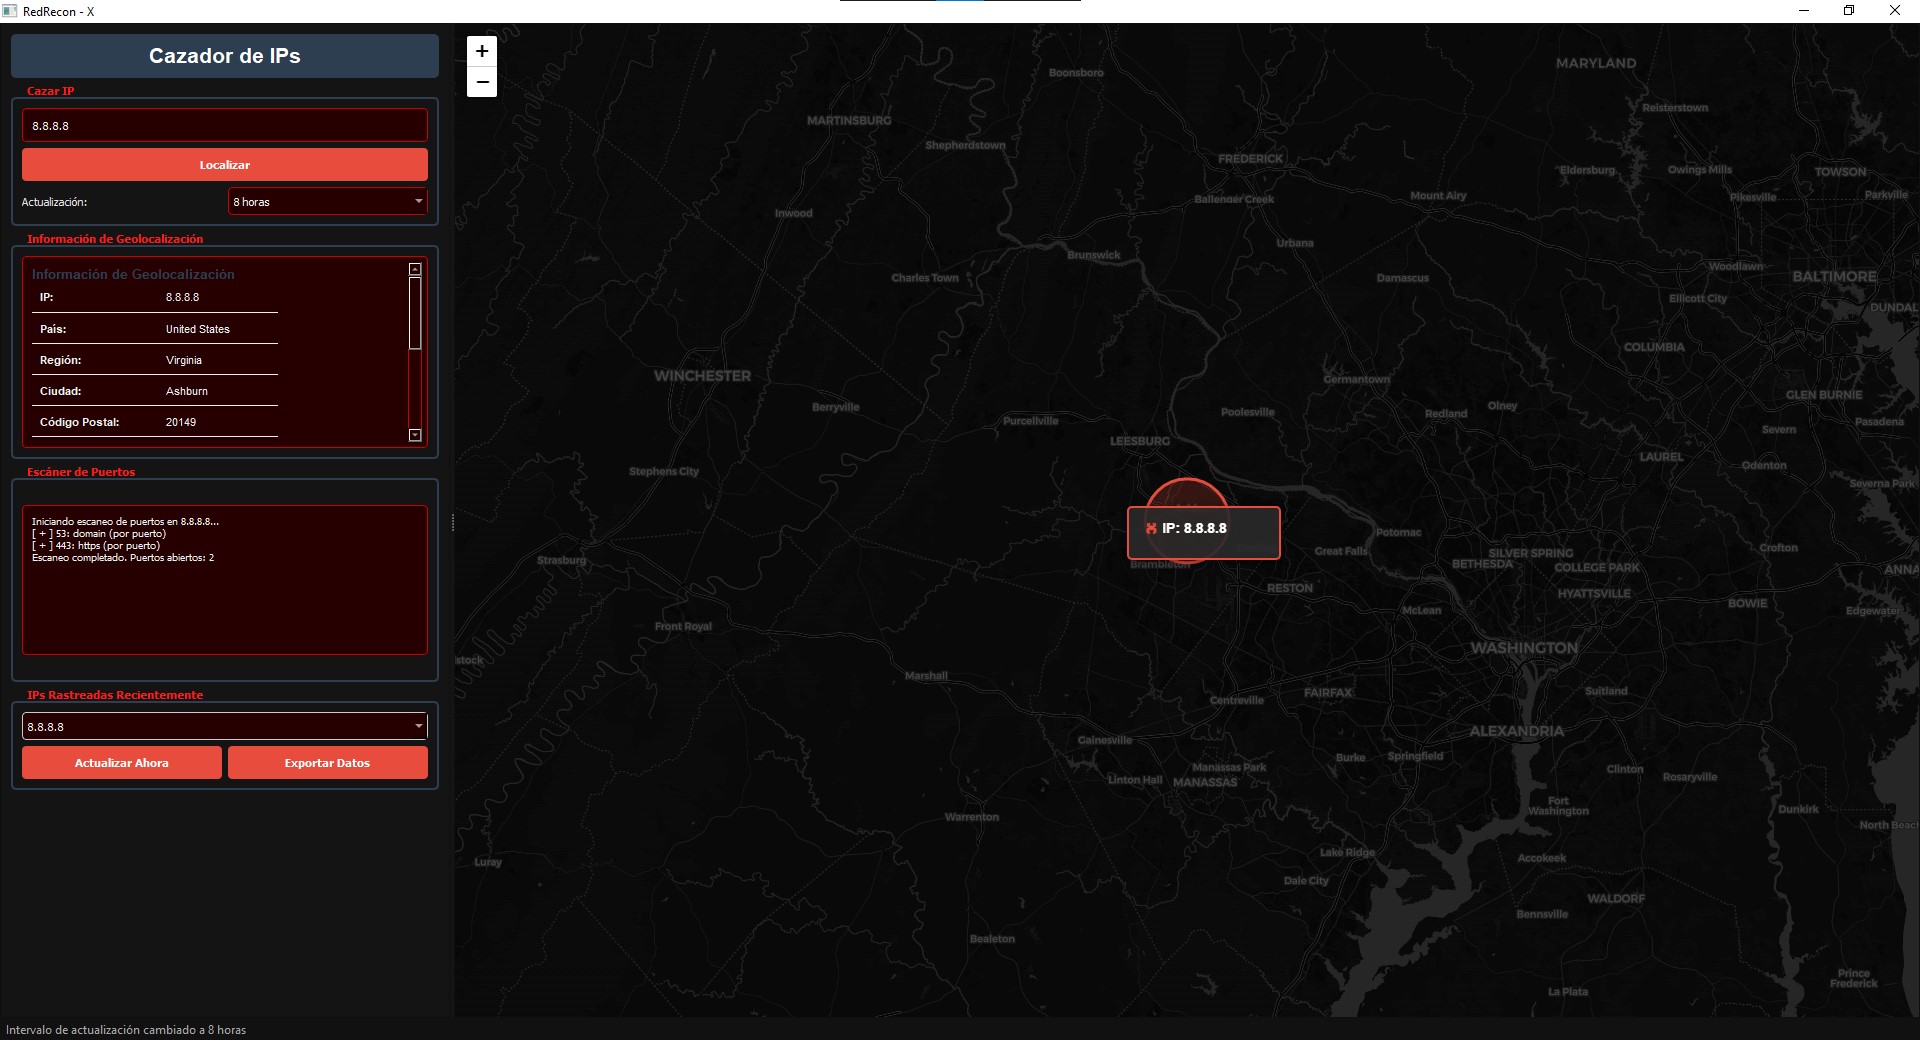 RedRecon - X
Cazador de IPs
Cazar IP
8.8.8.8
Localizar
Actualización:
8 horas
Información de Geolocalización
Información de Geolocalización
IP: 8.8.8.8
País: United States
Región: Virginia
Ciudad: Ashburn
Código Postal: 20149
Escáner de Puertos
Iniciando escaneo de puertos en 8.8.8.8...
[ + ] 53: domain (por puerto)
[ + ] 443: https (por puerto)
Escaneo completado. Puertos abiertos: 2
IPs Rastreadas Recientemente
8.8.8.8
Actualizar Ahora
Exportar Datos
Intervalo de actualización cambiado a 8 horas
+
−
MARYLAND
Boonsboro
Reisterstown
MARTINSBURG
Shepherdstown
FREDERICK
Eldersburg
Owings Mills
TOWSON
Ballenger Creek
Mount Airy
Pikesville
Parkville
Inwood
Urbana
Brunswick
Charles Town
Damascus
Woodlawn
BALTIMORE
Ellicott City
DUNDAL
COLUMBIA
WINCHESTER
Germantown
GLEN BURNIE
Berryville
Poolesville
Redland
Olney
Purcellville
Severn
Pasadena
LEESBURG
LAUREL
Odenton
Stephens City
Severna Park
IP: 8.8.8.8
Potomac
Great Falls
SILVER SPRING
Crofton
Strasburg
Brambleton
BETHESDA
COLLEGE PARK
ANNA
RESTON
HYATTSVILLE
McLean
BOWIE
Edgewater
Front Royal
WASHINGTON
stock
Marshall
FAIRFAX
Suitland
Centreville
ALEXANDRIA
Gainesville
Burke
Springfield
Manassas Park
Clinton
Rosaryville
Linton Hall
MANASSAS
Fort
Washington
Dunkirk
Warrenton
North Beach
Lake Ridge
Accokeek
Luray
Dale City
WALDORF
Bennsville
Bealeton
Prince
Frederick
La Plata